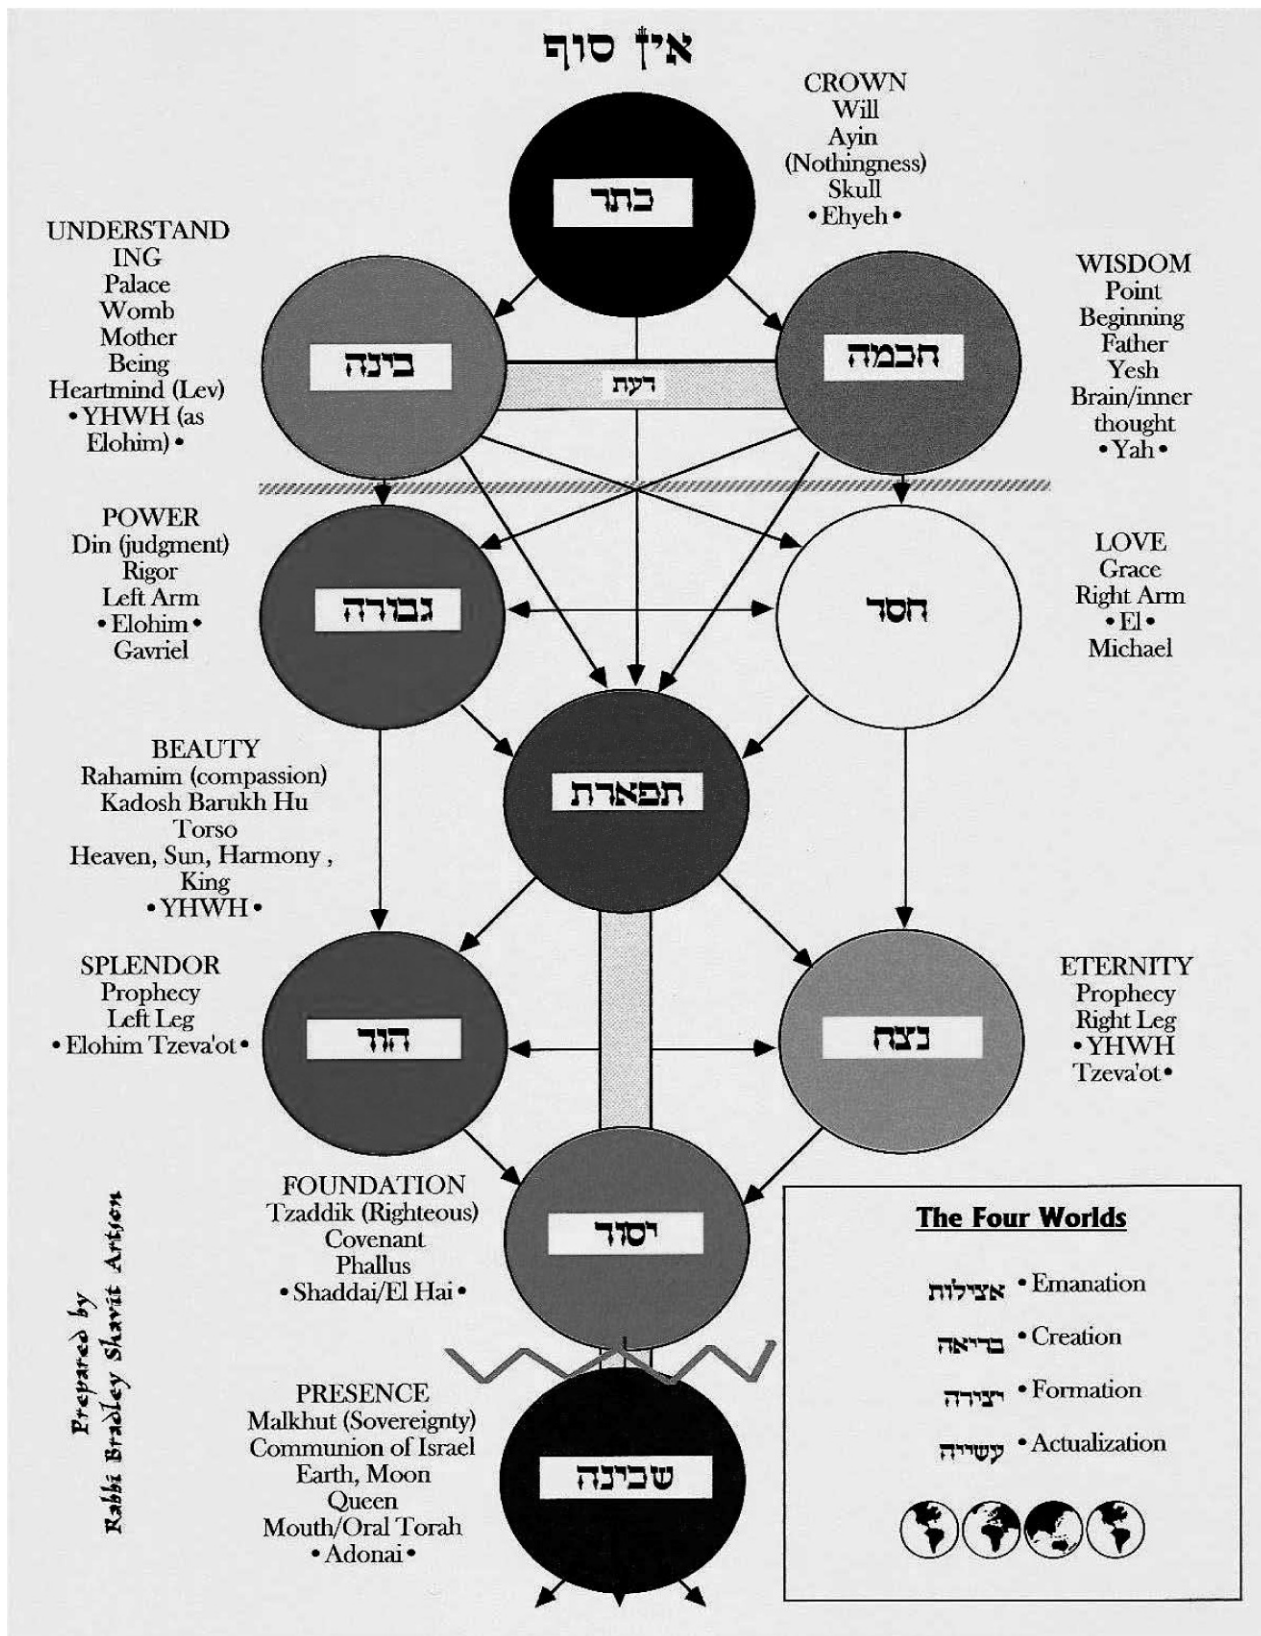 אין סוף
CROWN
Will
Ayin
(Nothingness)
Skull
• Ehyeh •
כתר
UNDERSTAND
ING
Palace
Womb
Mother
Being
Heartmind (Lev)
• YHWH (as
Elohim) •
בינה
דעת
חכמה
WISDOM
Point
Beginning
Father
Yesh
Brain/inner
thought
• Yah •
POWER
Din (judgment)
Rigor
Left Arm
• Elohim •
Gavriel
גבורה
חסד
LOVE
Grace
Right Arm
• El •
Michael
BEAUTY
Rahamim (compassion)
Kadosh Barukh Hu
Torso
Heaven, Sun, Harmony ,
King
• YHWH •
תפארת
SPLENDOR
Prophecy
Left Leg
• Elohim Tzeva'ot •
הוד
נצח
ETERNITY
Prophecy
Right Leg
• YHWH
Tzeva'ot •
FOUNDATION
Tzaddik (Righteous)
Covenant
Phallus
• Shaddai/El Hai •
יסוד
PRESENCE
Malkhut (Sovereignty)
Communion of Israel
Earth, Moon
Queen
Mouth/Oral Torah
• Adonai •
שכינה
The Four Worlds
אצילות • Emanation
בריאה • Creation
יצירה • Formation
עשייה • Actualization
Prepared by
Rabbi Bradley Shavit Artson